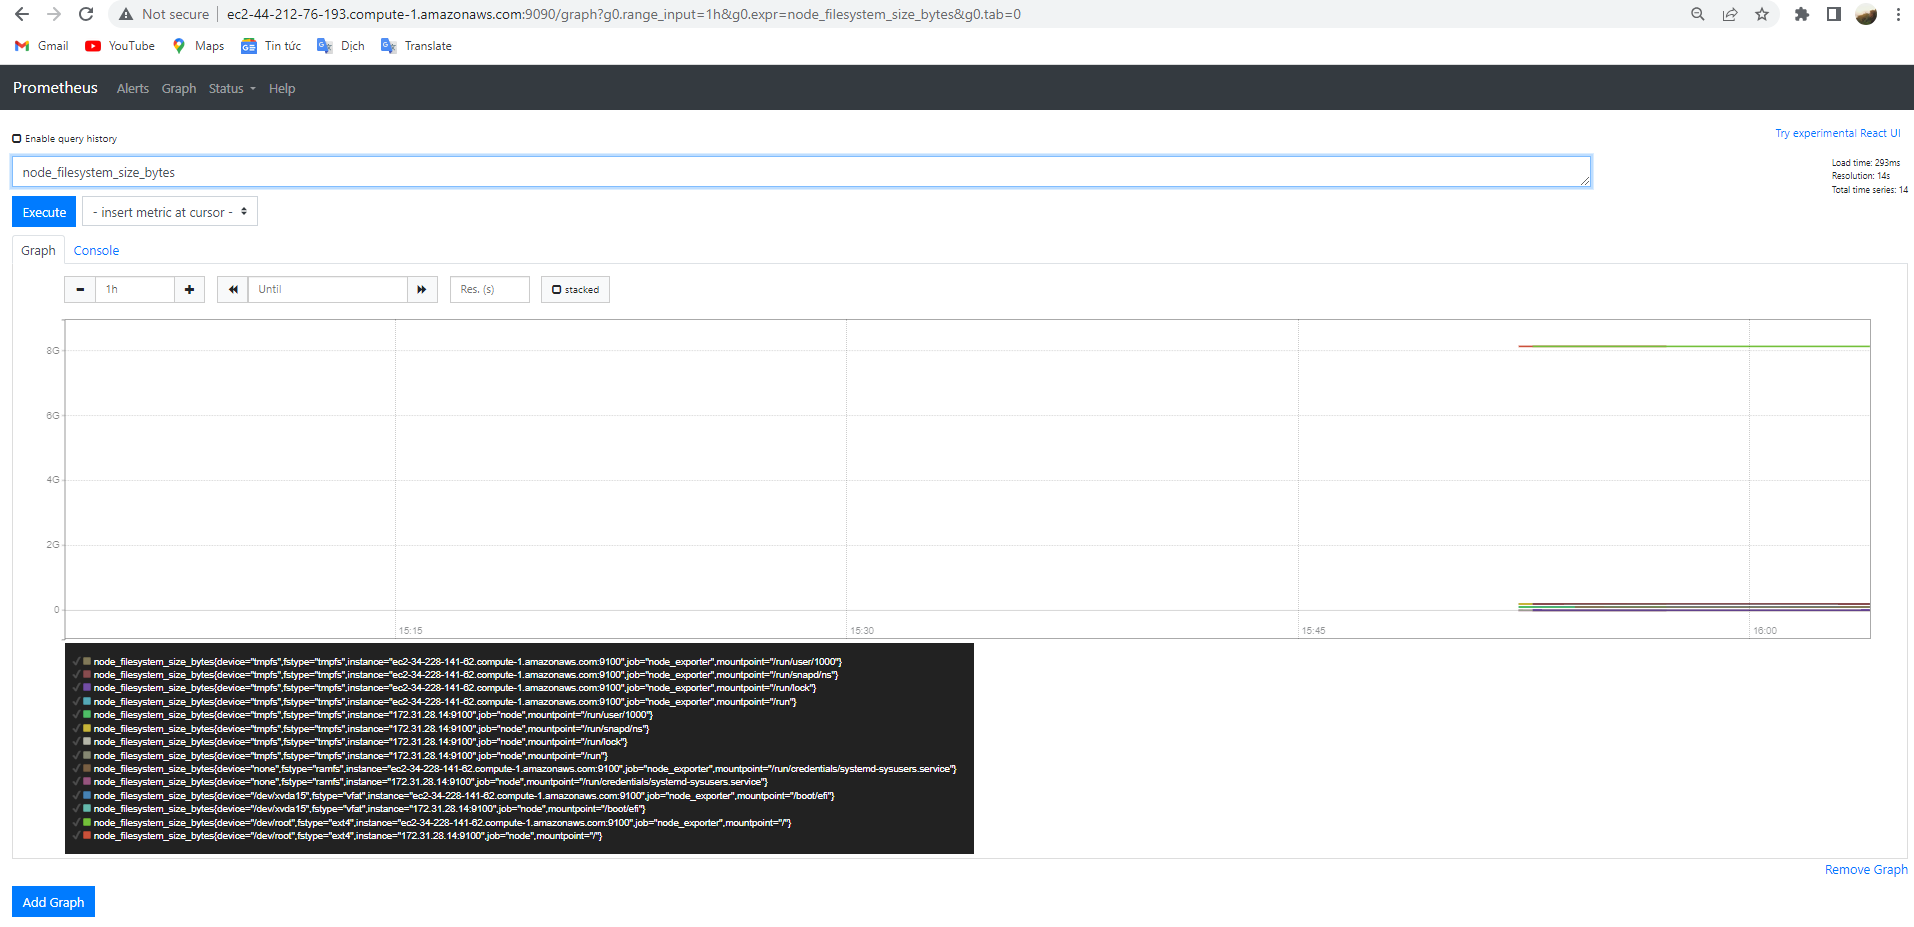 Not secure | ec2-44-212-76-193.compute-1.amazonaws.com:9090/graph?g0.range_input=1h&g0.expr=node_filesystem_size_bytes&g0.tab=0
Gmail YouTube Maps Tin tức Dịch Translate
Prometheus Alerts Graph Status Help
Enable query history
Try experimental React UI
node_filesystem_size_bytes
Load time: 293ms
Resolution: 14s
Total time series: 14
Execute - insert metric at cursor -
Graph Console
1h Until Res. (s) stacked
8G
6G
4G
2G
0
15:15 15:30 15:45 16:00
node_filesystem_size_bytes{device="tmpfs",fstype="tmpfs",instance="ec2-34-228-141-62.compute-1.amazonaws.com:9100",job="node_exporter",mountpoint="/run/user/1000"}
node_filesystem_size_bytes{device="tmpfs",fstype="tmpfs",instance="ec2-34-228-141-62.compute-1.amazonaws.com:9100",job="node_exporter",mountpoint="/run/snapd/ns"}
node_filesystem_size_bytes{device="tmpfs",fstype="tmpfs",instance="ec2-34-228-141-62.compute-1.amazonaws.com:9100",job="node_exporter",mountpoint="/run/lock"}
node_filesystem_size_bytes{device="tmpfs",fstype="tmpfs",instance="ec2-34-228-141-62.compute-1.amazonaws.com:9100",job="node_exporter",mountpoint="/run"}
node_filesystem_size_bytes{device="tmpfs",fstype="tmpfs",instance="172.31.28.14:9100",job="node",mountpoint="/run/user/1000"}
node_filesystem_size_bytes{device="tmpfs",fstype="tmpfs",instance="172.31.28.14:9100",job="node",mountpoint="/run/snapd/ns"}
node_filesystem_size_bytes{device="tmpfs",fstype="tmpfs",instance="172.31.28.14:9100",job="node",mountpoint="/run/lock"}
node_filesystem_size_bytes{device="tmpfs",fstype="tmpfs",instance="172.31.28.14:9100",job="node",mountpoint="/run"}
node_filesystem_size_bytes{device="none",fstype="ramfs",instance="ec2-34-228-141-62.compute-1.amazonaws.com:9100",job="node_exporter",mountpoint="/run/credentials/systemd-sysusers.service"}
node_filesystem_size_bytes{device="none",fstype="ramfs",instance="172.31.28.14:9100",job="node",mountpoint="/run/credentials/systemd-sysusers.service"}
node_filesystem_size_bytes{device="/dev/xvda15",fstype="vfat",instance="ec2-34-228-141-62.compute-1.amazonaws.com:9100",job="node_exporter",mountpoint="/boot/efi"}
node_filesystem_size_bytes{device="/dev/xvda15",fstype="vfat",instance="172.31.28.14:9100",job="node",mountpoint="/boot/efi"}
node_filesystem_size_bytes{device="/dev/root",fstype="ext4",instance="ec2-34-228-141-62.compute-1.amazonaws.com:9100",job="node_exporter",mountpoint="/"}
node_filesystem_size_bytes{device="/dev/root",fstype="ext4",instance="172.31.28.14:9100",job="node",mountpoint="/"}
Remove Graph
Add Graph